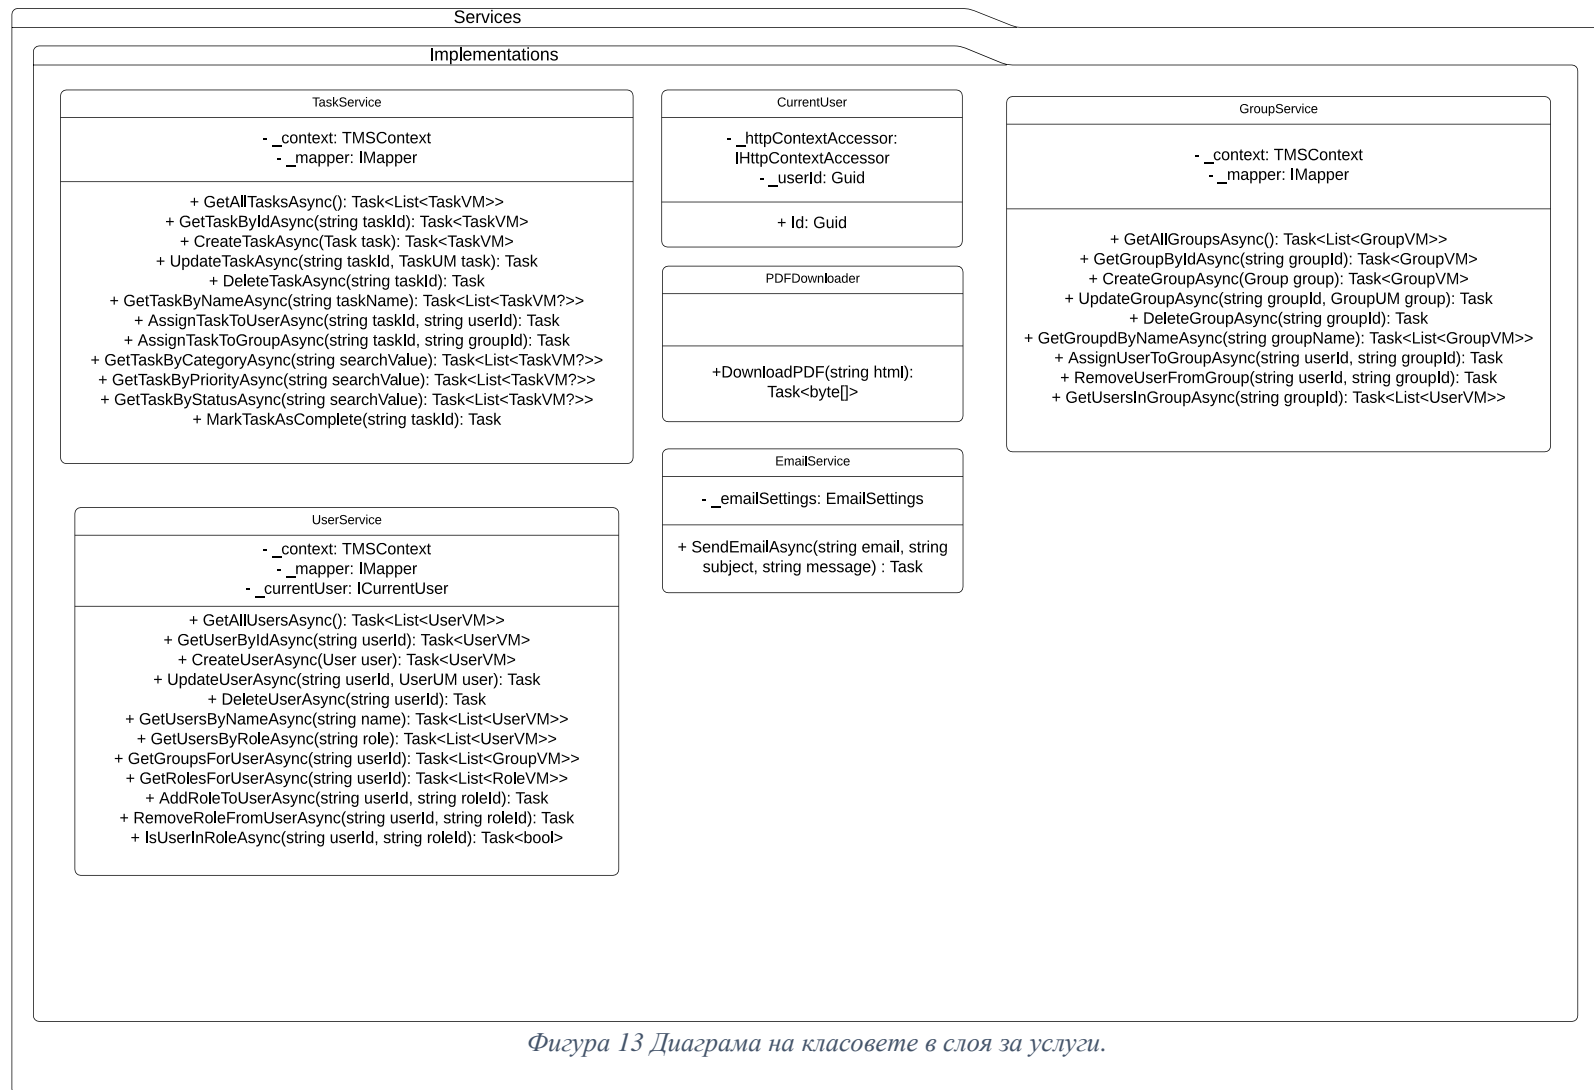 Services
Implementations
TaskService
- _context: TMSContext
- _mapper: IMapper
+ GetAllTasksAsync(): Task<List<TaskVM>>
+ GetTaskByIdAsync(string taskId): Task<TaskVM>
+ CreateTaskAsync(Task task): Task<TaskVM>
+ UpdateTaskAsync(string taskId, TaskUM task): Task
+ DeleteTaskAsync(string taskId): Task
+ GetTaskByNameAsync(string taskName): Task<List<TaskVM?>>
+ AssignTaskToUserAsync(string taskId, string userId): Task
+ AssignTaskToGroupAsync(string taskId, string groupId): Task
+ GetTaskByCategoryAsync(string searchValue): Task<List<TaskVM?>>
+ GetTaskByPriorityAsync(string searchValue): Task<List<TaskVM?>>
+ GetTaskByStatusAsync(string searchValue): Task<List<TaskVM?>>
+ MarkTaskAsComplete(string taskId): Task
CurrentUser
- _httpContextAccessor:
IHttpContextAccessor
- _userId: Guid
+ Id: Guid
PDFDownloader
+DownloadPDF(string html):
Task<byte[]>
EmailService
- _emailSettings: EmailSettings
+ SendEmailAsync(string email, string
subject, string message) : Task
GroupService
- _context: TMSContext
- _mapper: IMapper
+ GetAllGroupsAsync(): Task<List<GroupVM>>
+ GetGroupByIdAsync(string groupId): Task<GroupVM>
+ CreateGroupAsync(Group group): Task<GroupVM>
+ UpdateGroupAsync(string groupId, GroupUM group): Task
+ DeleteGroupAsync(string groupId): Task
+ GetGroupdByNameAsync(string groupName): Task<List<GroupVM>>
+ AssignUserToGroupAsync(string userId, string groupId): Task
+ RemoveUserFromGroup(string userId, string groupId): Task
+ GetUsersInGroupAsync(string groupId): Task<List<UserVM>>
UserService
- _context: TMSContext
- _mapper: IMapper
- _currentUser: ICurrentUser
+ GetAllUsersAsync(): Task<List<UserVM>>
+ GetUserByIdAsync(string userId): Task<UserVM>
+ CreateUserAsync(User user): Task<UserVM>
+ UpdateUserAsync(string userId, UserUM user): Task
+ DeleteUserAsync(string userId): Task
+ GetUsersByNameAsync(string name): Task<List<UserVM>>
+ GetUsersByRoleAsync(string role): Task<List<UserVM>>
+ GetGroupsForUserAsync(string userId): Task<List<GroupVM>>
+ GetRolesForUserAsync(string userId): Task<List<RoleVM>>
+ AddRoleToUserAsync(string userId, string roleId): Task
+ RemoveRoleFromUserAsync(string userId, string roleId): Task
+ IsUserInRoleAsync(string userId, string roleId): Task<bool>
Фигура 13 Диаграма на класовете в слоя за услуги.